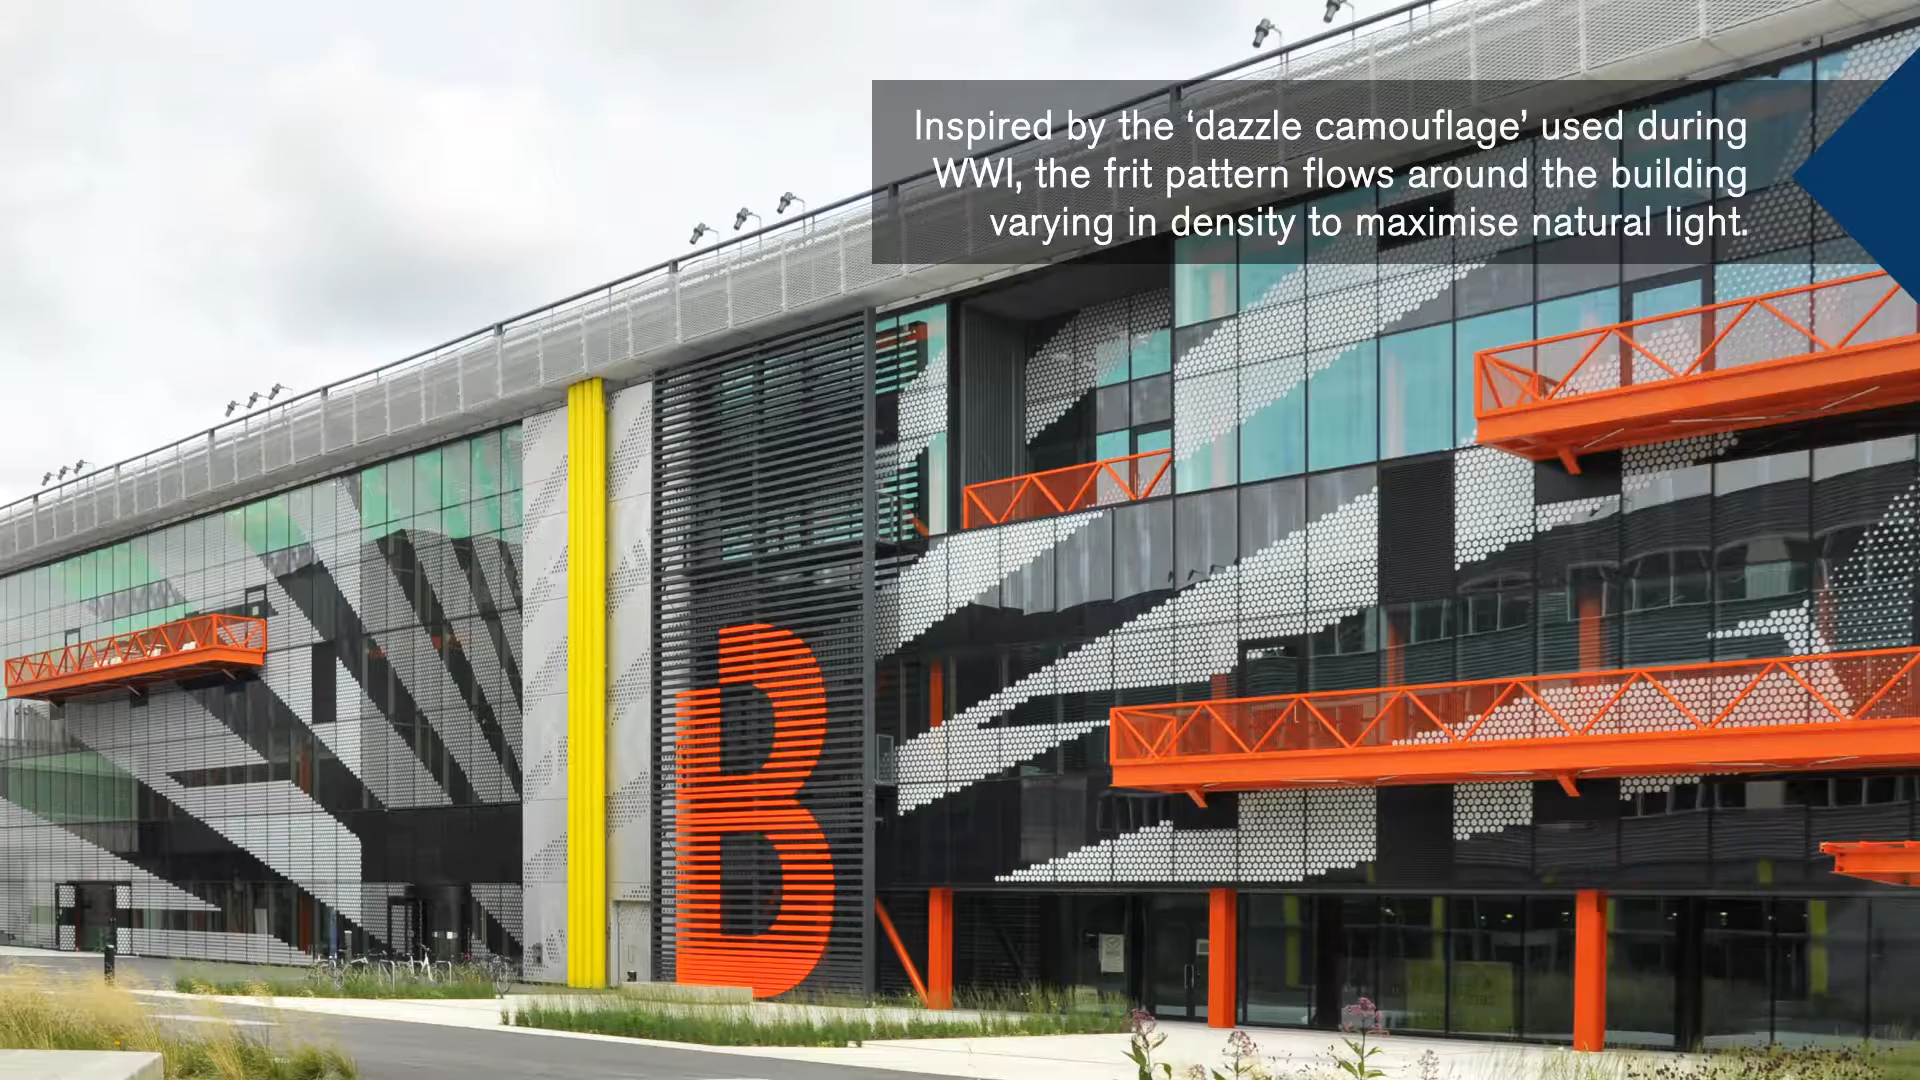 Inspired by the ‘dazzle camouflage’ used during
WWI, the frit pattern flows around the building
varying in density to maximise natural light.
B